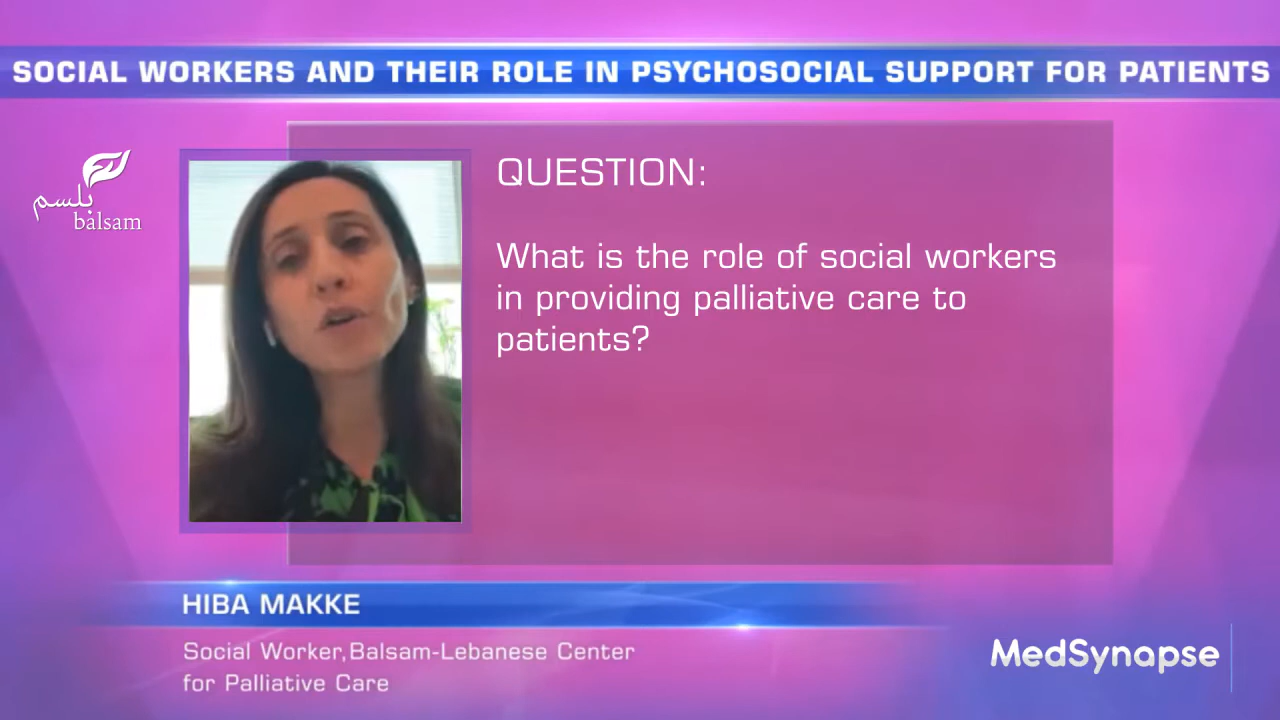 SOCIAL WORKERS AND THEIR ROLE IN PSYCHOSOCIAL SUPPORT FOR PATIENTS
بلسم
balsam
QUESTION:
What is the role of social workers
in providing palliative care to
patients?
HIBA MAKKE
Social Worker,Balsam-Lebanese Center
for Palliative Care
MedSynapse